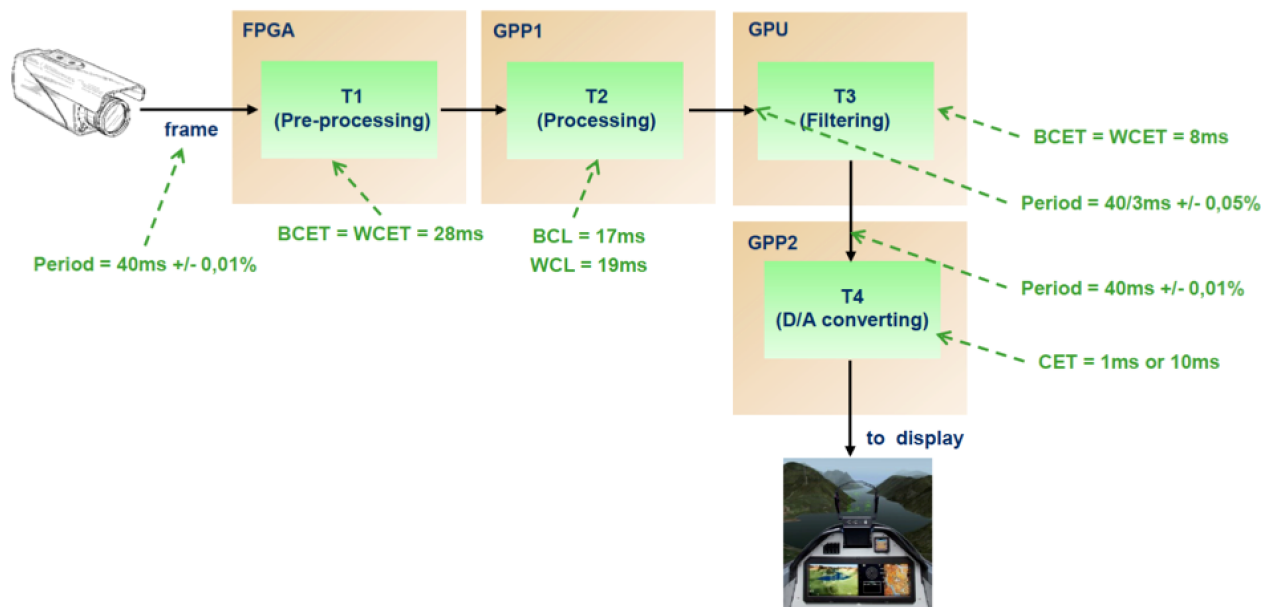 FPGA
GPP1
GPU
T1
(Pre-processing)
T2
(Processing)
T3
(Filtering)
frame
BCET = WCET = 8ms
Period = 40/3ms +/- 0,05%
BCET = WCET = 28ms
BCL = 17ms
WCL = 19ms
Period = 40ms +/- 0,01%
GPP2
Period = 40ms +/- 0,01%
T4
(D/A converting)
CET = 1ms or 10ms
to display